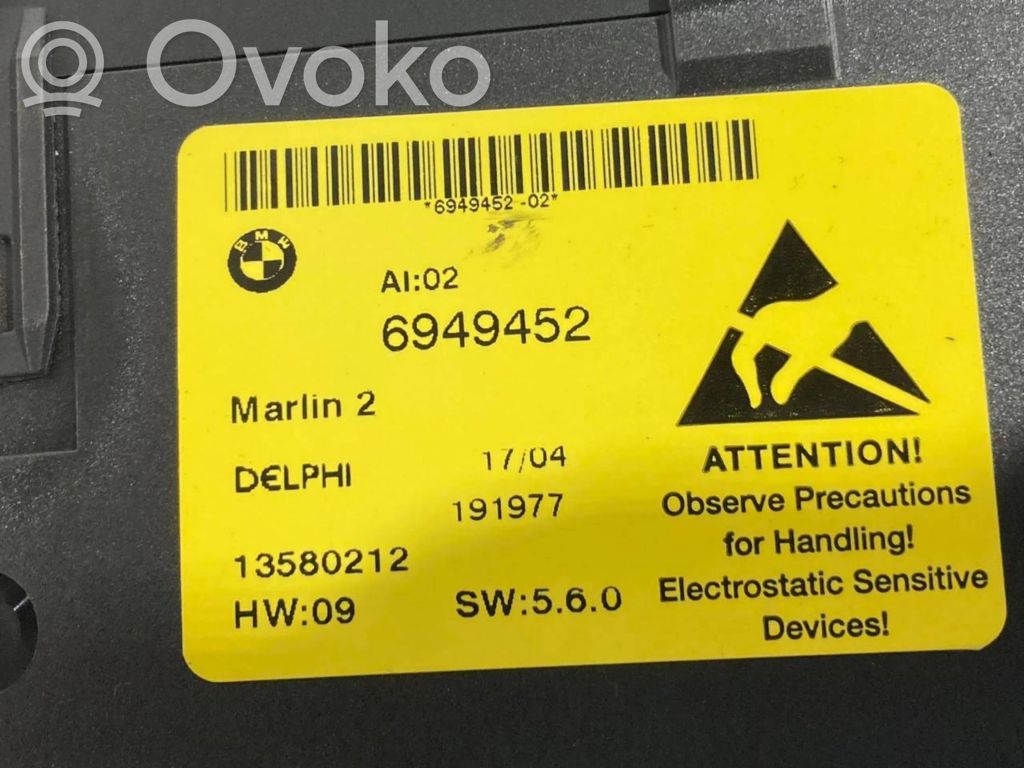 Ovoko
*6949452-02*
BMW
AI:02
6949452
Marlin 2
DELPHI
17/04
191977
13580212
HW:09
SW:5.6.0
ATTENTION!
Observe Precautions
for Handling!
Electrostatic Sensitive
Devices!